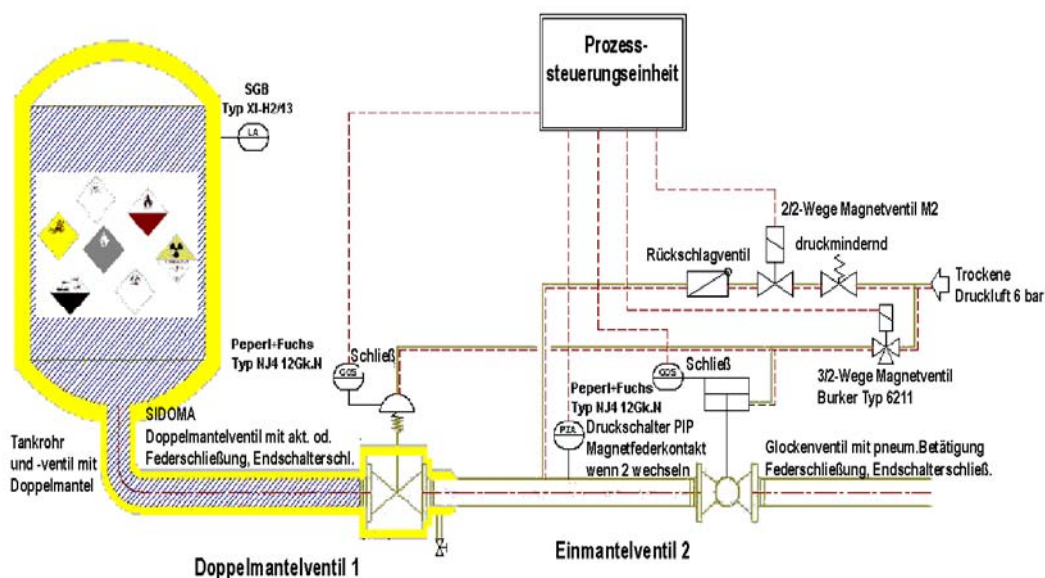 Prozess-
steuerungseinheit
SGB
Typ XI-H2/13
LA
2/2-Wege Magnetventil M2
druckmindernd
Rückschlagventil
Trockene
Druckluft 6 bar
Peperl+Fuchs
Typ NJ4 12Gk.N
Schließ
GOS
Schließ
GOS
3/2-Wege Magnetventil
Burker Typ 6211
Peperl+Fuchs
Typ NJ4 12Gk.N
SIDOMA
Doppelmantelventil mit akt. od.
Federschließung, Endschalterschl.
Tankrohr
und -ventil mit
Doppelmantel
PIA
Druckschalter PIP
Magnetfederkontakt
wenn 2 wechseln
Glockenventil mit pneum.Betätigung
Federschließung, Endschalterschließ.
Doppelmantelventil 1
Einmantelventil 2